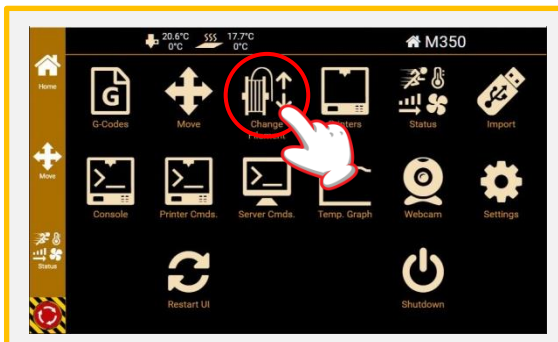 20.6°C 17.7°C
0°C 0°C
M350
Home
G
G-Codes Move Change Filament Printers Status Import
Move
>_ >_ >_
Console Printer Cmds. Server Cmds. Temp. Graph Webcam Settings
Status
Restart UI Shutdown